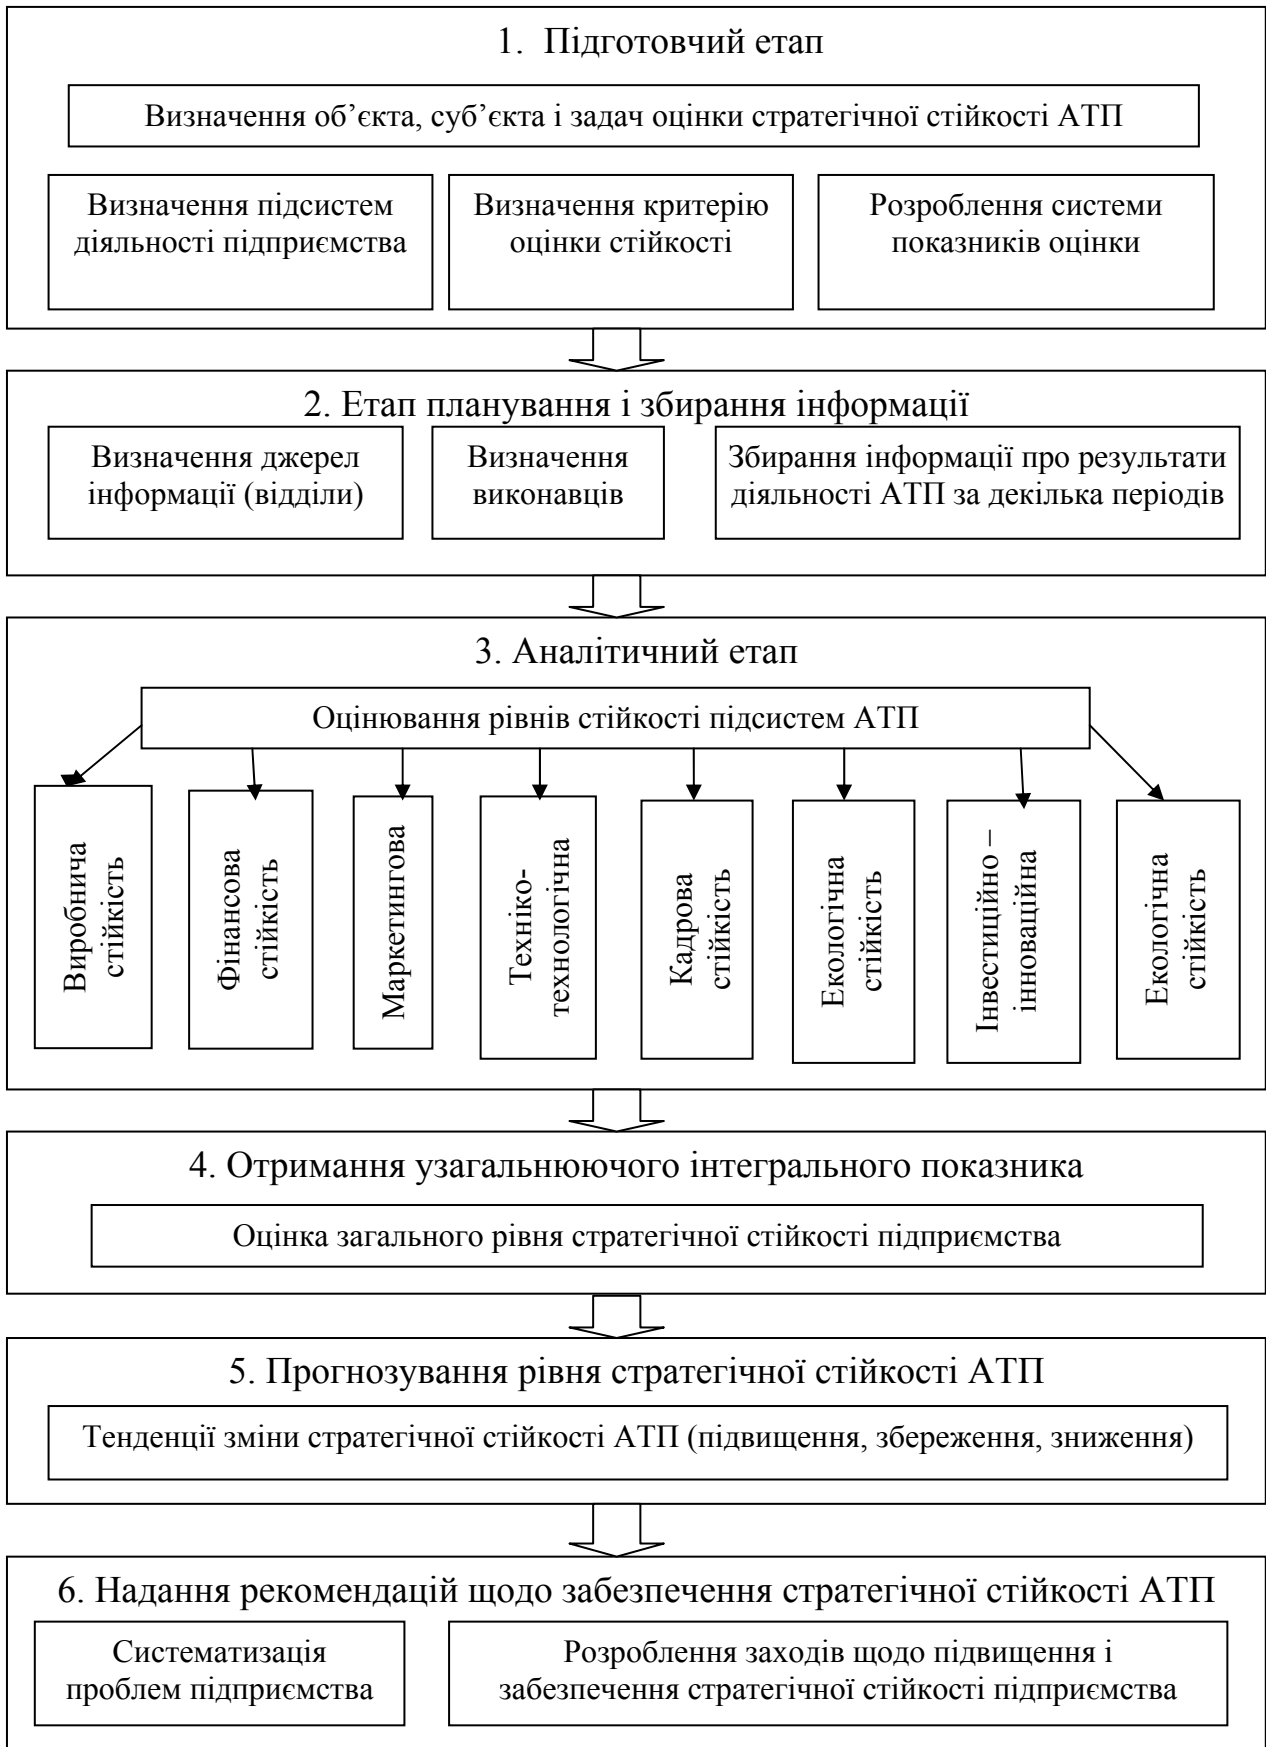 1. Підготовчий етап
Визначення об’єкта, суб’єкта і задач оцінки стратегічної стійкості АТП
Визначення підсистем
діяльності підприємства
Визначення критерію
оцінки стійкості
Розроблення системи
показників оцінки
2. Етап планування і збирання інформації
Визначення джерел
інформації (відділи)
Визначення
виконавців
Збирання інформації про результати
діяльності АТП за декілька періодів
3. Аналітичний етап
Оцінювання рівнів стійкості підсистем АТП
Виробнича
стійкість
Фінансова
стійкість
Маркетингова
Техніко-
технологічна
Кадрова
стійкість
Екологічна
стійкість
Інвестиційно –
інноваційна
Екологічна
стійкість
4. Отримання узагальнюючого інтегрального показника
Оцінка загального рівня стратегічної стійкості підприємства
5. Прогнозування рівня стратегічної стійкості АТП
Тенденції зміни стратегічної стійкості АТП (підвищення, збереження, зниження)
6. Надання рекомендацій щодо забезпечення стратегічної стійкості АТП
Систематизація
проблем підприємства
Розроблення заходів щодо підвищення і
забезпечення стратегічної стійкості підприємства